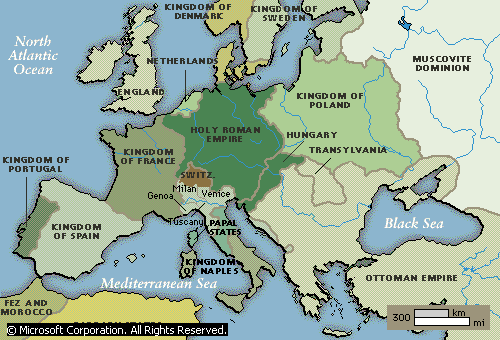 KINGDOM OF
DENMARK
KINGDOM OF
SWEDEN
North
Atlantic
Ocean
NETHERLANDS
MUSCOVITE
DOMINION
ENGLAND
KINGDOM OF
POLAND
HOLY ROMAN
EMPIRE
HUNGARY
TRANSYLVANIA
KINGDOM OF
PORTUGAL
KINGDOM
OF FRANCE
SWITZ.
Milan
Venice
Genoa
Tuscany
PAPAL
STATES
KINGDOM
OF SPAIN
Black Sea
KINGDOM
OF NAPLES
Mediterranean Sea
OTTOMAN EMPIRE
FEZ AND
MOROCCO
300
km
mi
© Microsoft Corporation. All Rights Reserved.